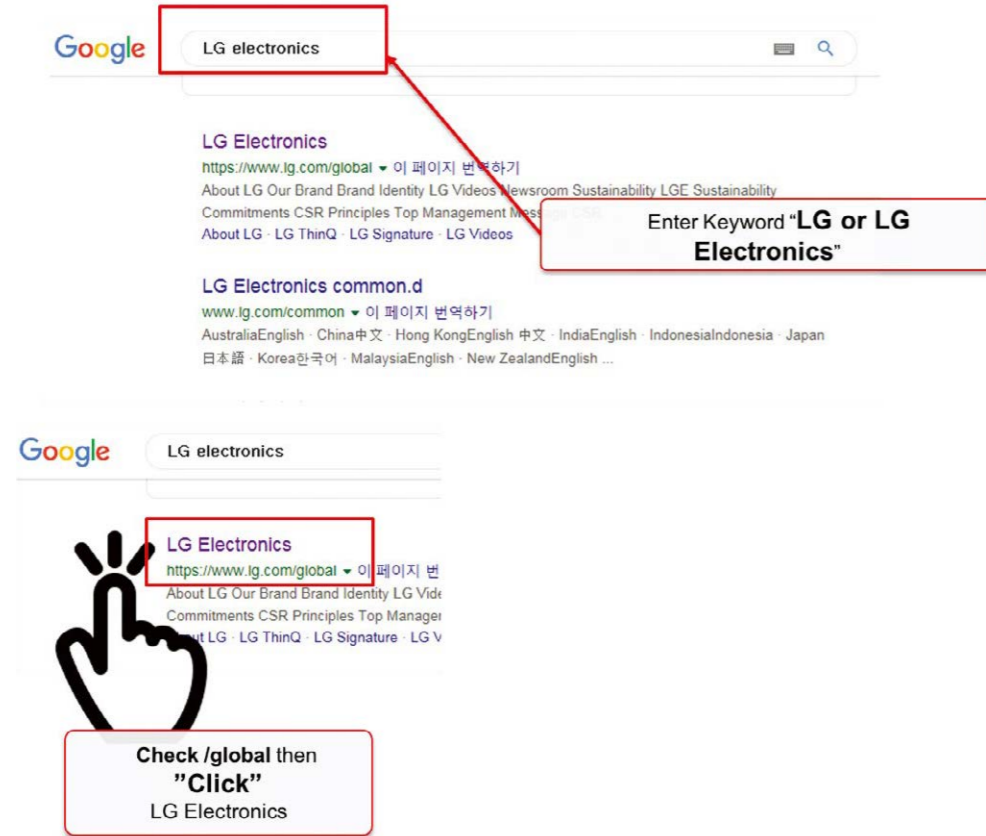 Google
LG electronics
LG Electronics
https://www.lg.com/global ▾ 이 페이지 번역하기
About LG Our Brand Brand Identity LG Videos Newsroom Sustainability LGE Sustainability
Commitments CSR Principles Top Management
About LG · LG ThinQ · LG Signature · LG Videos
Enter Keyword “LG or LG
Electronics”
LG Electronics common.d
www.lg.com/common ▾ 이 페이지 번역하기
AustraliaEnglish · China中文 · Hong KongEnglish 中文 · IndiaEnglish · IndonesiaIndonesia · Japan
日本語 · Korea한국어 · MalaysiaEnglish · New ZealandEnglish ...
Google
LG electronics
LG Electronics
https://www.lg.com/global ▾ 이 페이지 번
About LG Our Brand Brand Identity LG Vide
Commitments CSR Principles Top Manager
LG · LG ThinQ · LG Signature · LG V
Check /global then
”Click”
LG Electronics